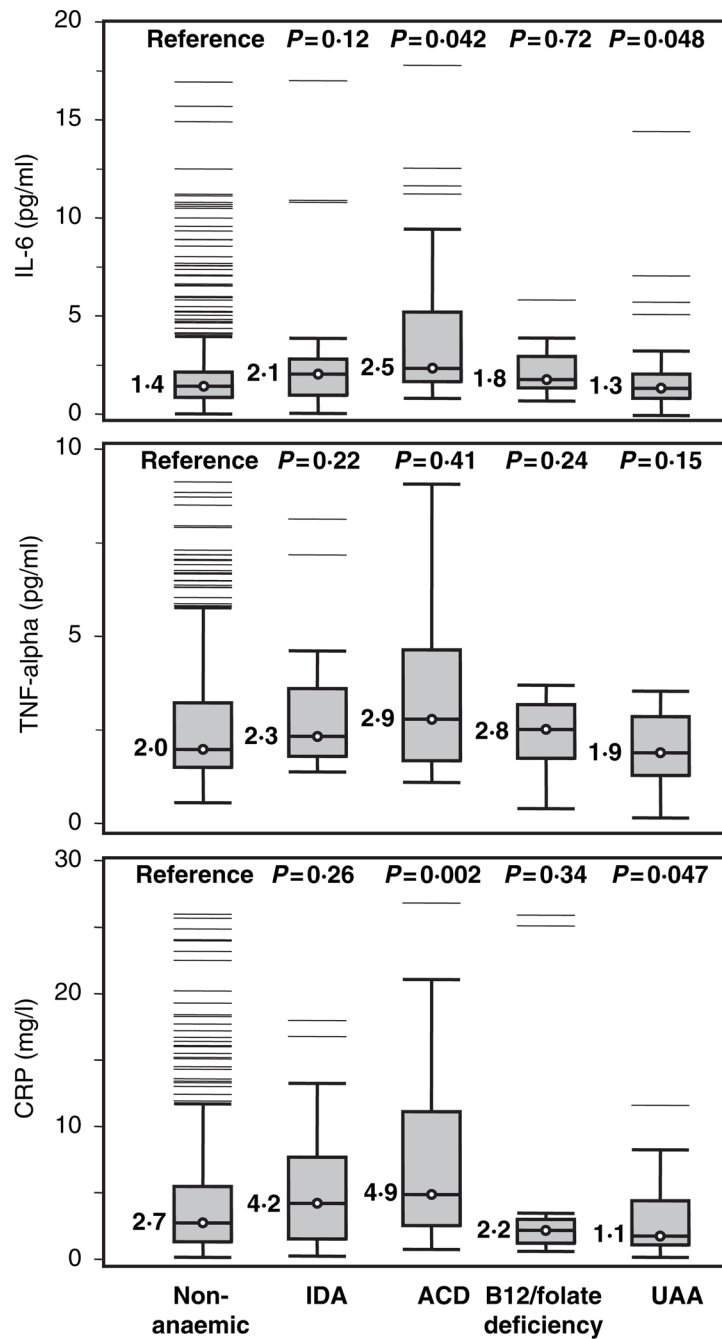 Reference P=0·12 P=0·042 P=0·72 P=0·048
20
15
10
5
0
IL-6 (pg/ml)
1·4 2·1 2·5 1·8 1·3
Reference P=0·22 P=0·41 P=0·24 P=0·15
10
5
0
TNF-alpha (pg/ml)
2·0 2·3 2·9 2·8 1·9
Reference P=0·26 P=0·002 P=0·34 P=0·047
30
20
10
0
CRP (mg/l)
2·7 4·2 4·9 2·2 1·1
Non-anaemic IDA ACD B12/folate deficiency UAA